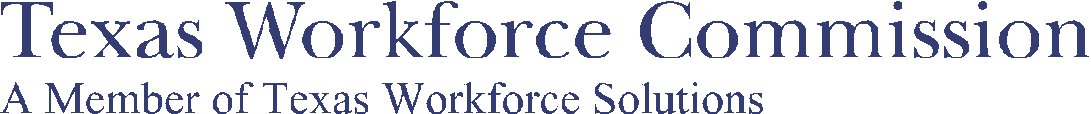 Texas Workforce Commission
A Member of Texas Workforce Solutions